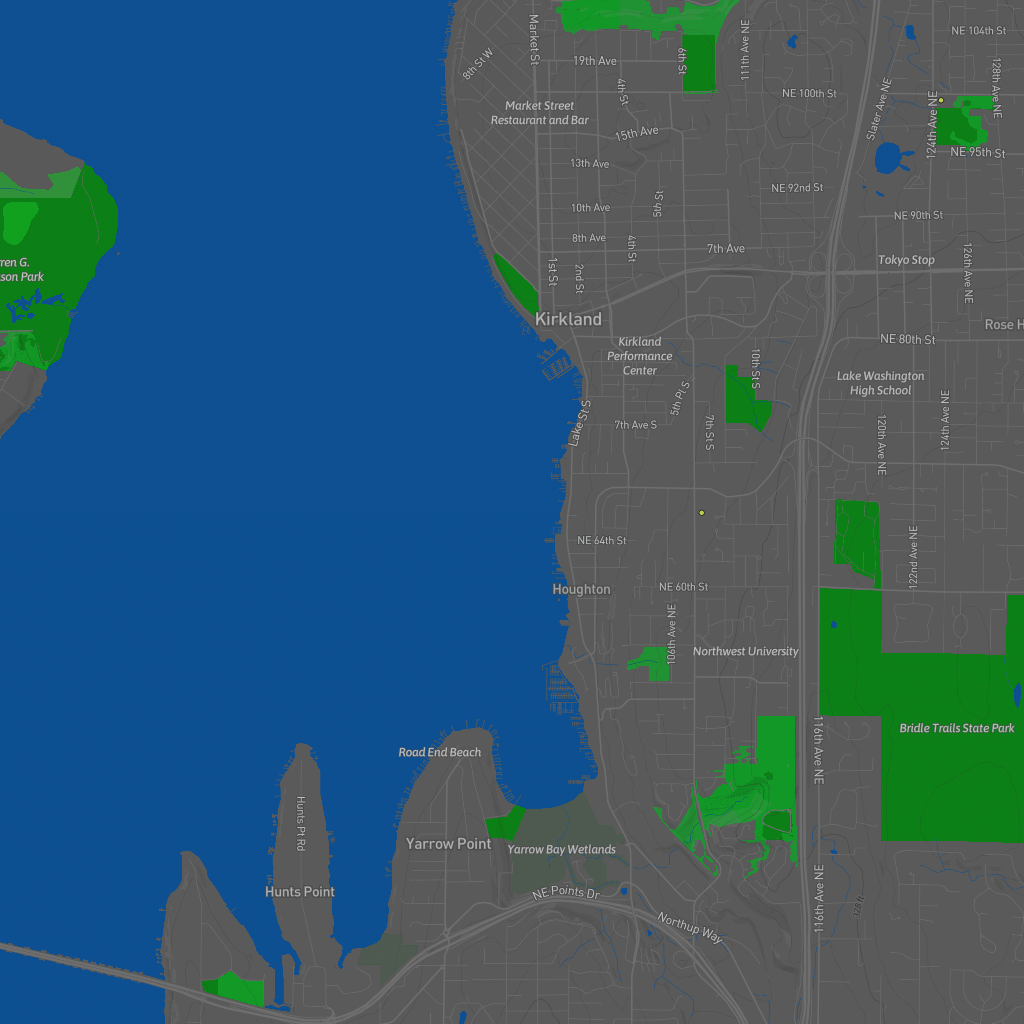 Market St
8th St W
19th Ave
6th St
111th Ave NE
NE 104th St
128th Ave NE
4th St
NE 100th St
Slater Ave NE
124th Ave NE
Market Street
Restaurant and Bar
15th Ave
NE 95th St
13th Ave
NE 92nd St
5th St
10th Ave
NE 90th St
8th Ave
4th St
7th Ave
1st St
2nd St
Tokyo Stop
126th Ave NE
ren G.
son Park
Kirkland
Rose H
Kirkland
Performance
Center
NE 80th St
10th St S
Lake Washington
High School
5th Pl S
Lake St S
7th Ave S
7th St S
120th Ave NE
124th Ave NE
NE 64th St
122nd Ave NE
Houghton
NE 60th St
106th Ave NE
Northwest University
Bridle Trails State Park
116th Ave NE
Road End Beach
Hunts Pt Rd
Yarrow Point
Yarrow Bay Wetlands
Hunts Point
NE Points Dr
Northup Way
116th Ave NE